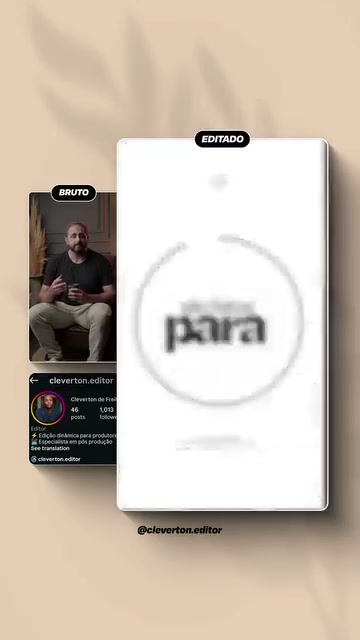 EDITADO
BRUTO
para
cleverton.editor
Cleverton de Frei
46
1,013
posts
followe
Editor
⚡ Edição dinâmica para produtore
Especialista em pós produção
See translation
cleverton.editor
@cleverton.editor